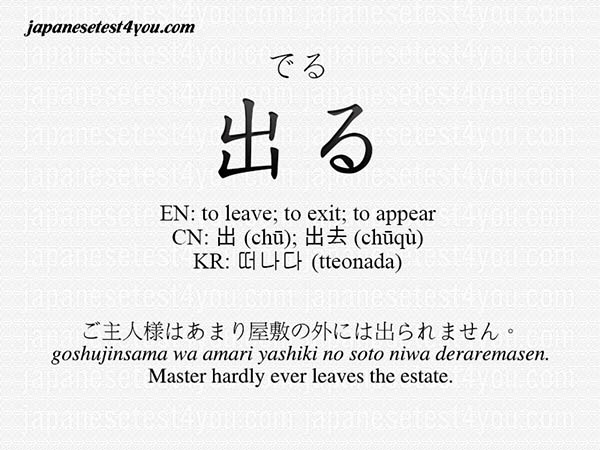 japanesetest4you.com
でる
出る
EN: to leave; to exit; to appear
CN: 出 (chū); 出去 (chūqù)
KR: 떠나다 (tteonada)
ご主人様はあまり屋敷の外には出られません。
goshujinsama wa amari yashiki no soto niwa deraremasen.
Master hardly ever leaves the estate.